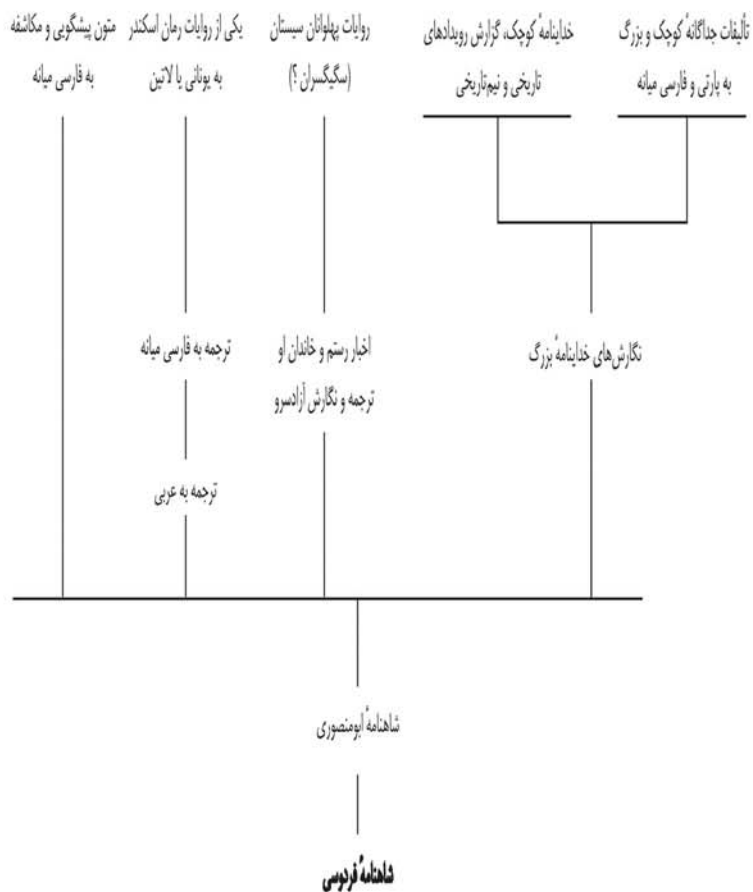 تألیفات جداگانهٔ کوچک و بزرگ
به پارتی و فارسی میانه
خداینامهٔ کوچک، گزارش رویدادهای
تاریخی و نیم‌تاریخی
روایات پهلوانان سیستان
(سگیگسران ؟)
یکی از روایات رمان اسکندر
به یونانی یا لاتین
متون پیشگویی و مکاشفه
به فارسی میانه
نگارش‌های خداینامهٔ بزرگ
اخبار رستم و خاندان او
ترجمه و نگارش آزادسرو
ترجمه به فارسی میانه
ترجمه به عربی
شاهنامهٔ ابومنصوری
شاهنامهٔ فردوسی